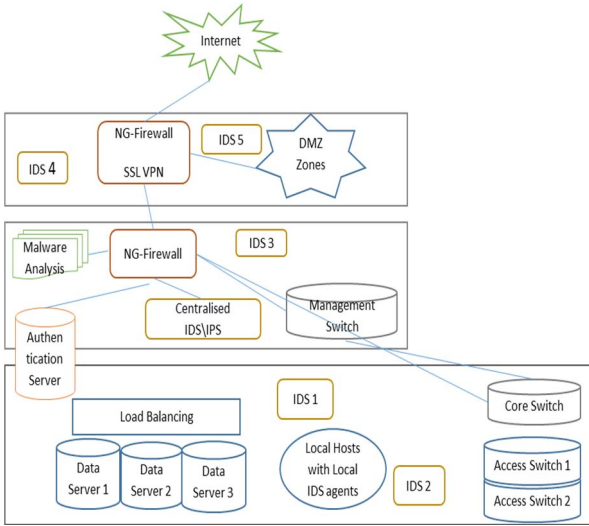 Internet
NG-Firewall
SSL VPN
IDS 5
DMZ
Zones
IDS 4
Malware
Analysis
NG-Firewall
IDS 3
Centralised
IDS\IPS
Management
Switch
Authen
tication
Server
Load Balancing
IDS 1
Core Switch
Data
Server 1
Data
Server 2
Data
Server 3
Local Hosts
with Local
IDS agents
IDS 2
Access Switch 1
Access Switch 2